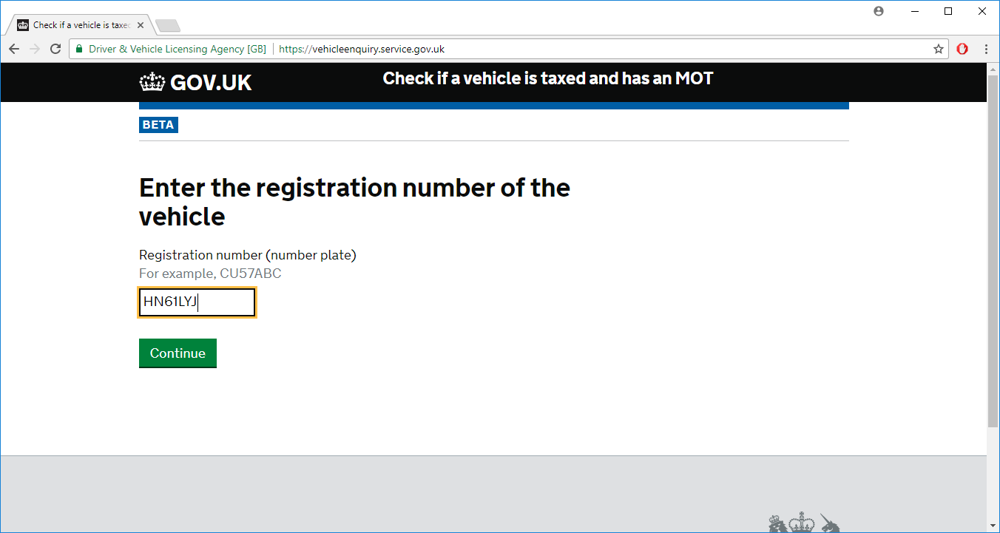 Check if a vehicle is taxed
Driver & Vehicle Licensing Agency [GB] | https://vehicleenquiry.service.gov.uk
GOV.UK
Check if a vehicle is taxed and has an MOT
BETA
Enter the registration number of the
vehicle
Registration number (number plate)
For example, CU57ABC
HN61LYJ
Continue